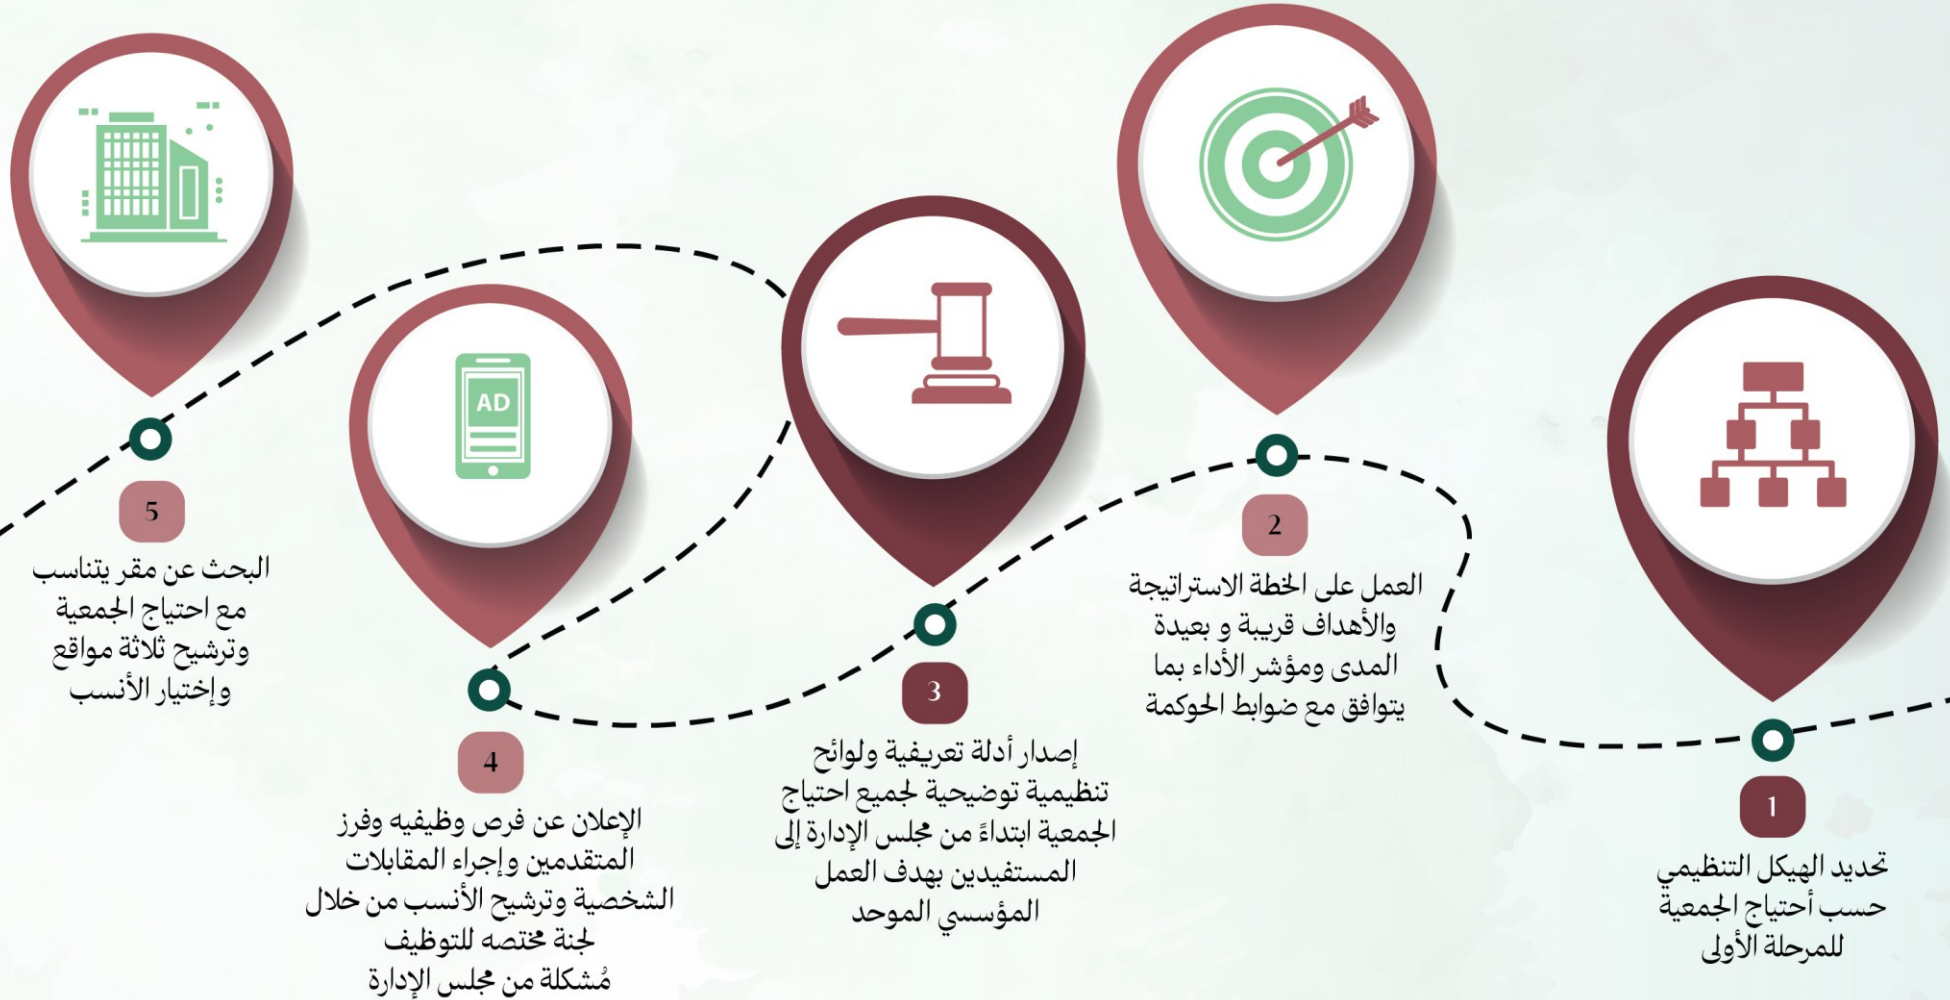 1
تحديد الهيكل التنظيمي
حسب أحتياج الجمعية
للمرحلة الأولى
2
العمل على الخطة الاستراتيجة
والأهداف قريبة و بعيدة
المدى ومؤشر الأداء بما
يتوافق مع ضوابط الحوكمة
3
إصدار أدلة تعريفية ولوائح
تنظيمية توضيحية لجميع احتياج
الجمعية ابتداءً من مجلس الإدارة إلى
المستفيدين بهدف العمل
المؤسسي الموحد
AD
4
الإعلان عن فرص وظيفيه وفرز
المتقدمين وإجراء المقابلات
الشخصية وترشيح الأنسب من خلال
لجنة مختصه للتوظيف
مُشكلة من مجلس الإدارة
5
البحث عن مقر يتناسب
مع احتياج الجمعية
وترشيح ثلاثة مواقع
وإختيار الأنسب